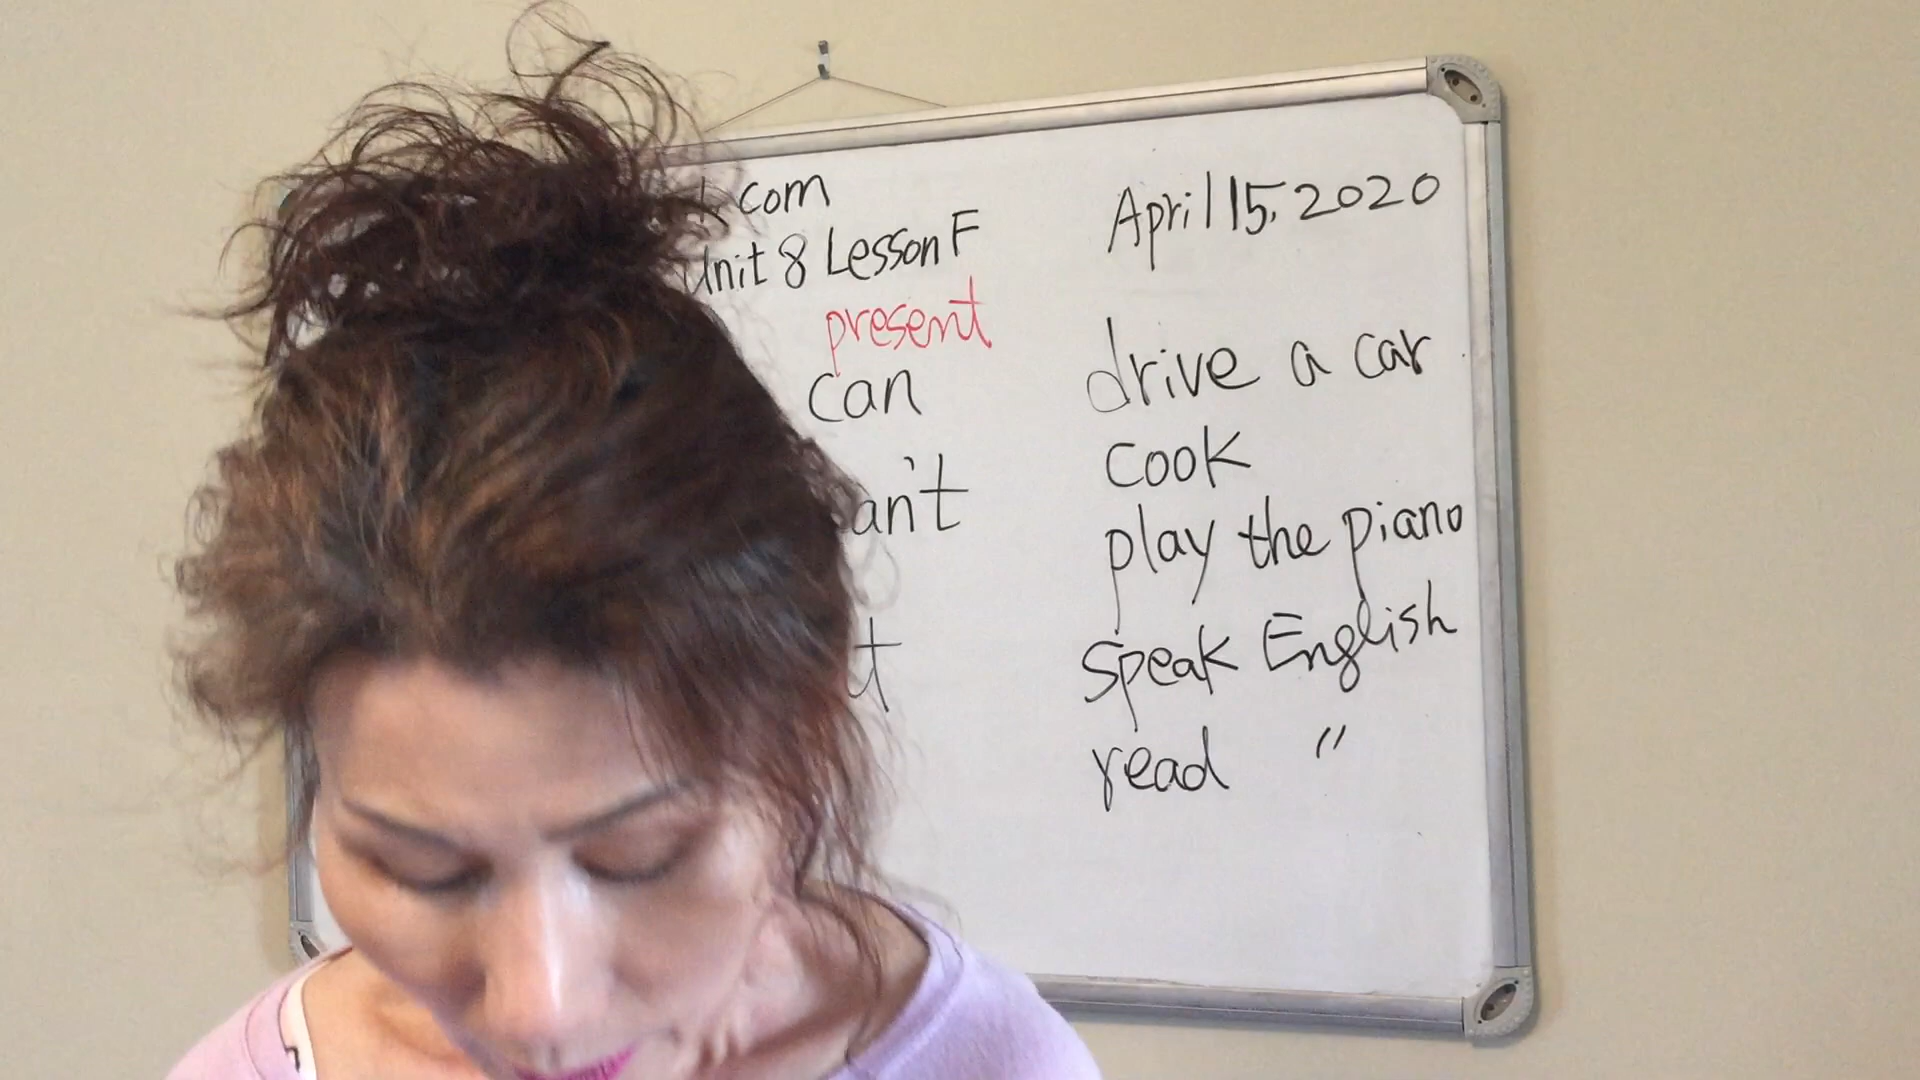 com
April 15, 2020
Unit 8 Lesson F
present
can
drive a car
cook
an't
play the piano
speak English
t
read "